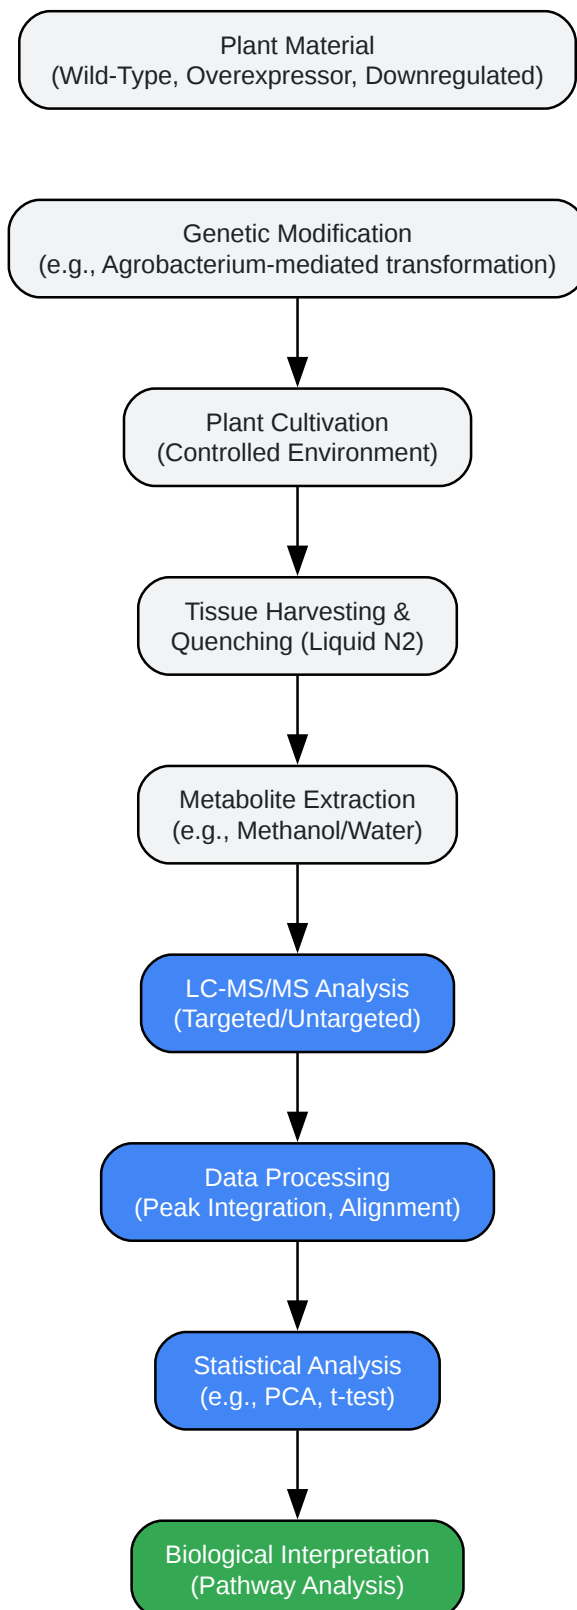 Plant Material
(Wild-Type, Overexpressor, Downregulated)
Genetic Modification
(e.g., Agrobacterium-mediated transformation)
Plant Cultivation
(Controlled Environment)
Tissue Harvesting &
Quenching (Liquid N2)
Metabolite Extraction
(e.g., Methanol/Water)
LC-MS/MS Analysis
(Targeted/Untargeted)
Data Processing
(Peak Integration, Alignment)
Statistical Analysis
(e.g., PCA, t-test)
Biological Interpretation
(Pathway Analysis)